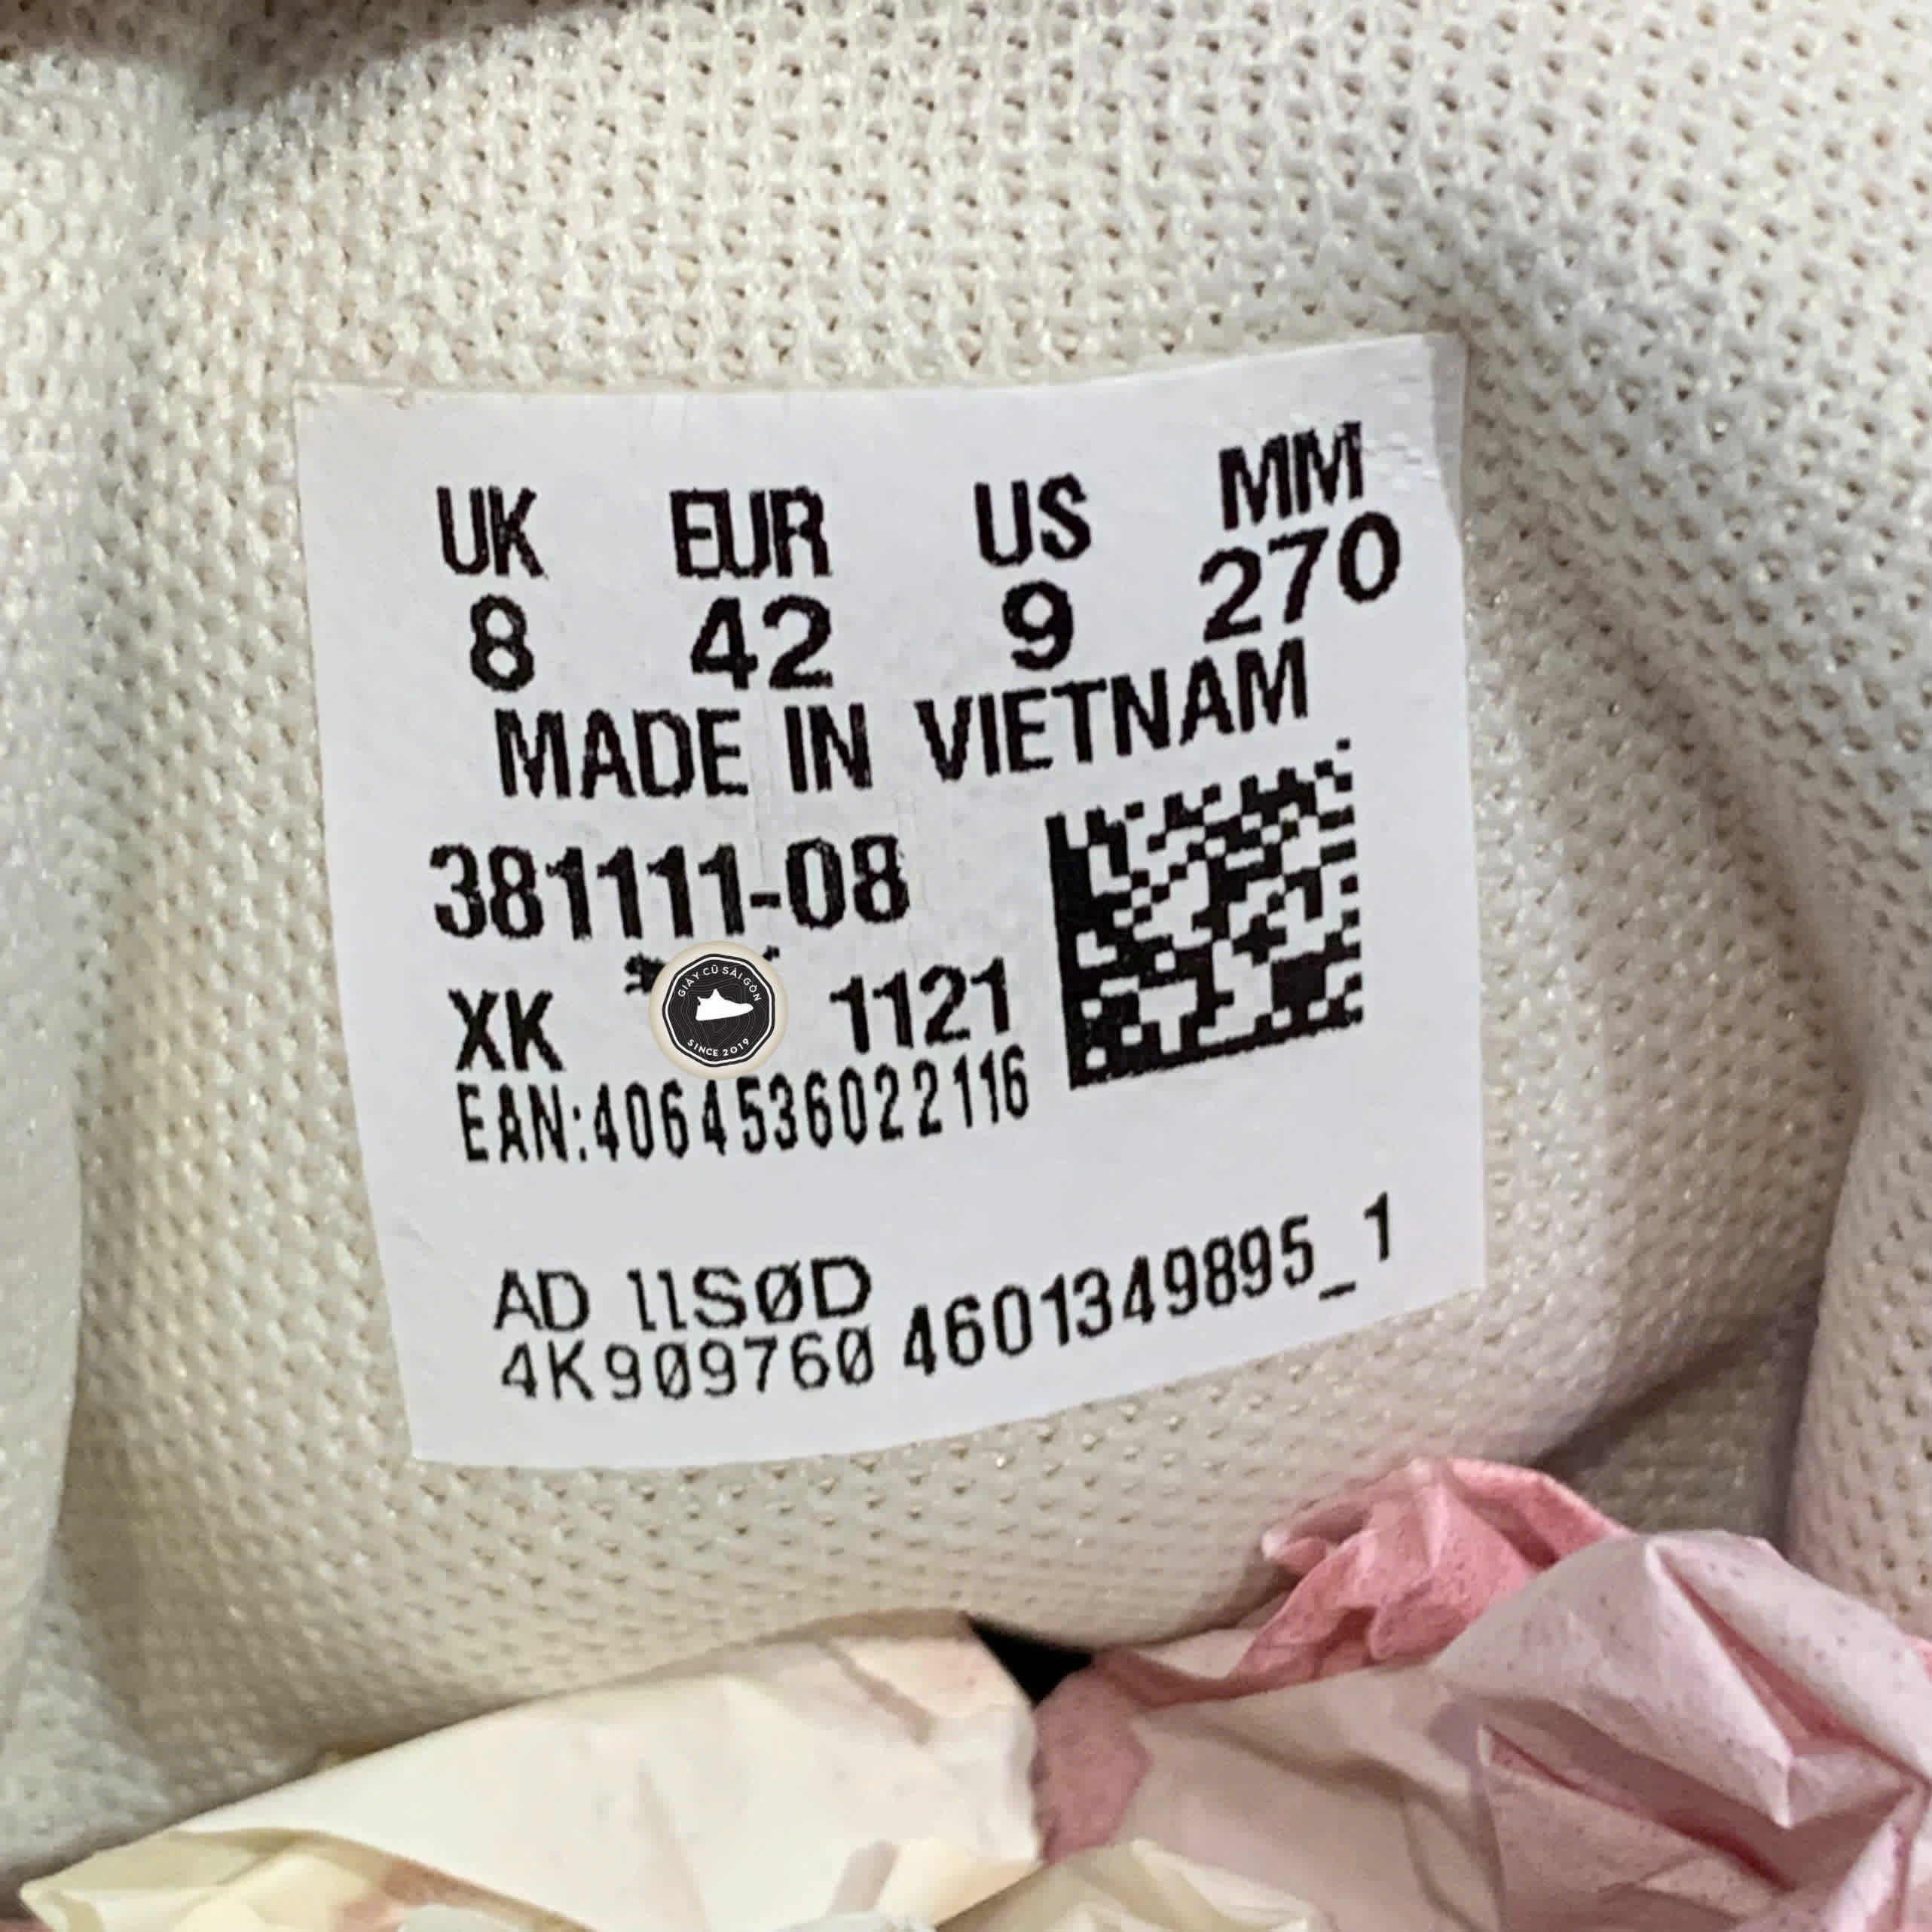 UK EUR US MM
8 42 9 270
MADE IN VIETNAM
381111-08
GIÀY CŨ SÀI GÒN
SINCE 2019
XK 1121
EAN:4064536022116
AD 11SØD
4K909760 4601349895_1